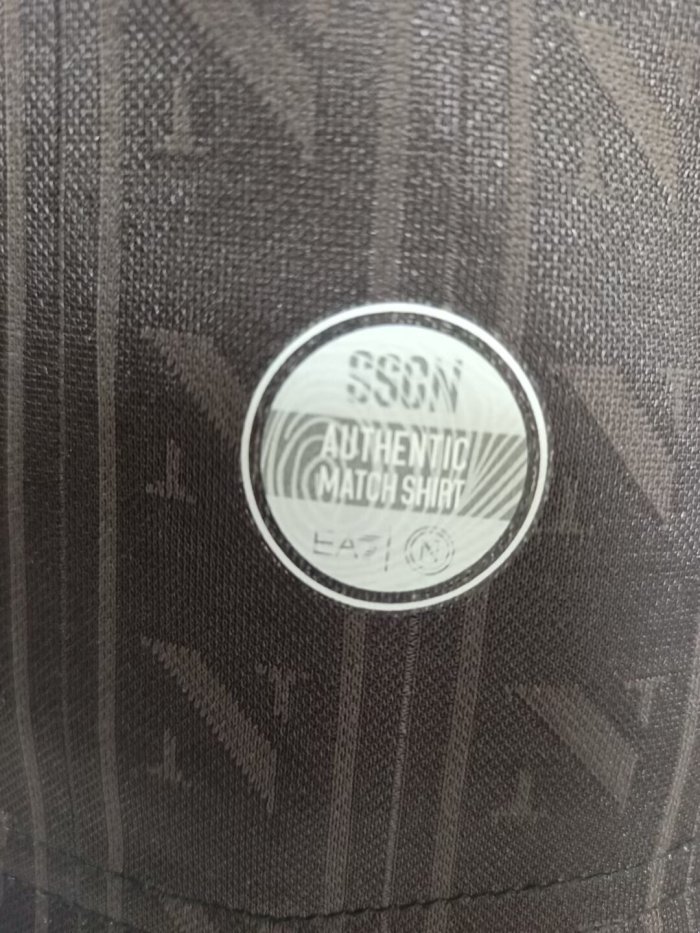 SSCN
AUTHENTIC
MATCH SHIRT
EA7 | N